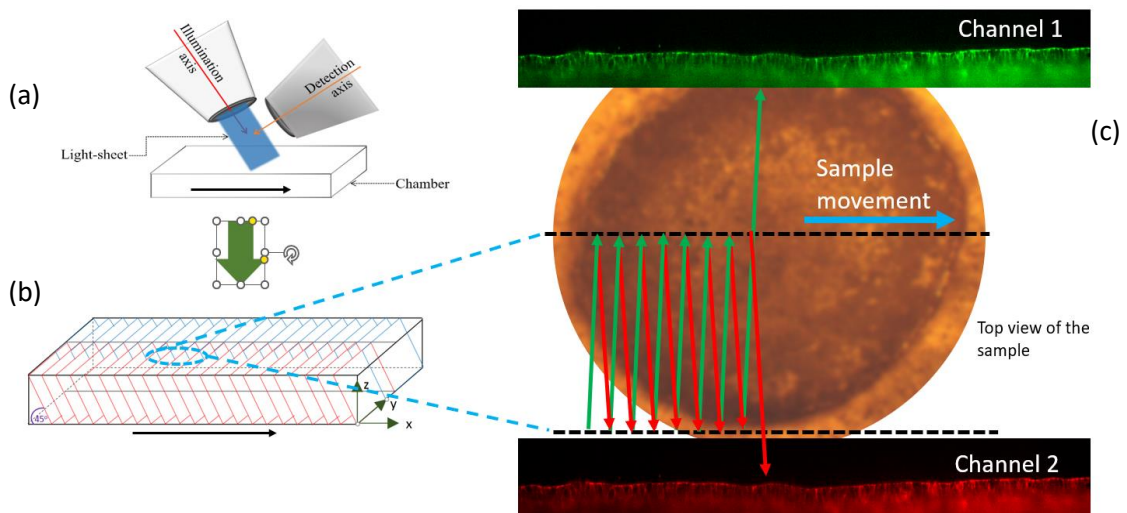 (a)
Illumination
axis
Detection
axis
Light-sheet
Chamber
(b)
45°
z
y
x
Channel 1
(c)
Sample
movement
Top view of the
sample
Channel 2